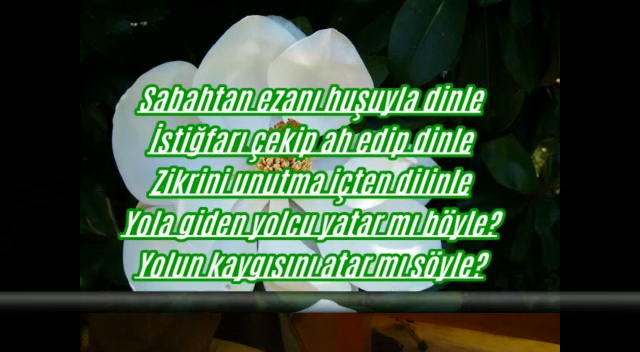 Sabahtan ezanı huşuyla dinle
İstiğfarı çekip ah edip dinle
Zikrini unutma içten dilinle
Yola giden yolcu yatar mı böyle?
Yolun kaygısını atar mı söyle?